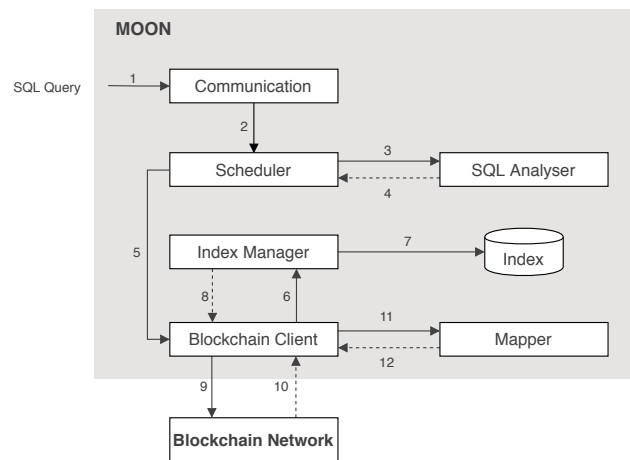 MOON
SQL Query
1
Communication
2
Scheduler
3
SQL Analyser
4
5
Index Manager
7
Index
8
6
Blockchain Client
11
Mapper
12
9
10
Blockchain Network